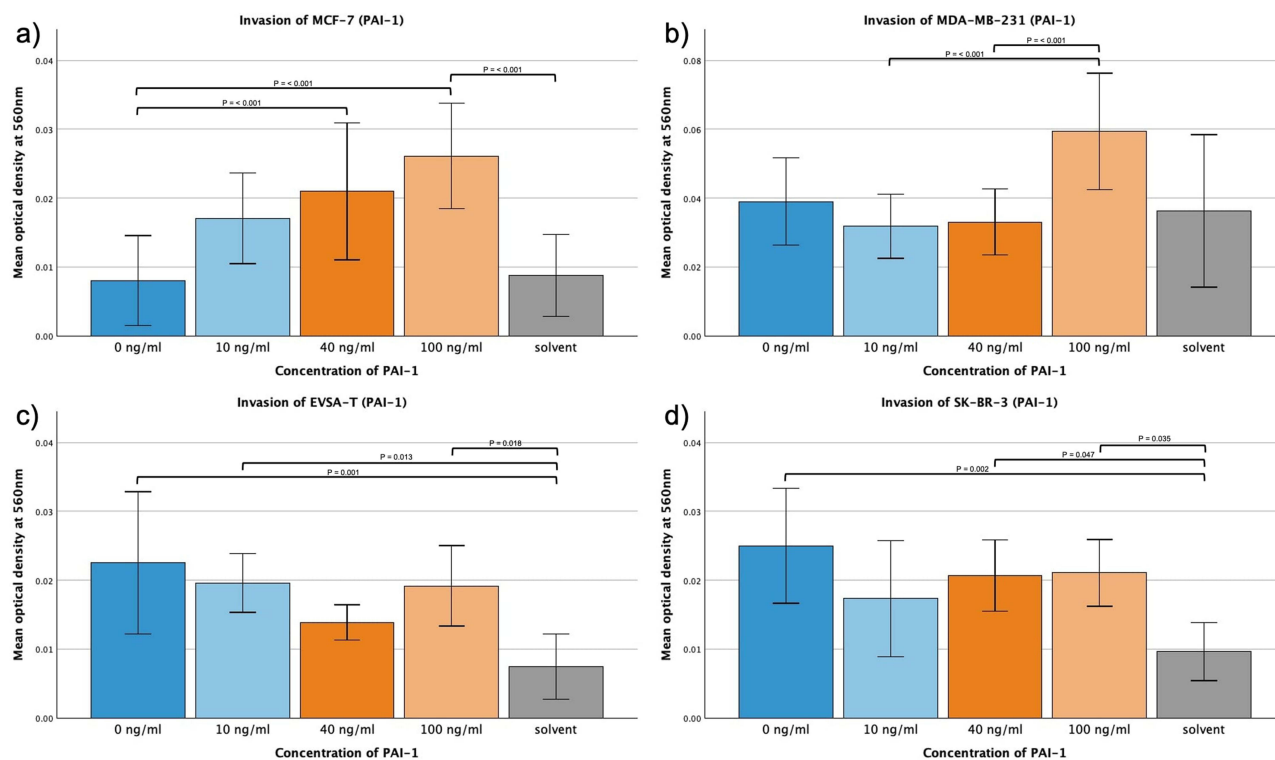 a)
Invasion of MCF-7 (PAI-1)
Mean optical density at 560nm
0.04
0.03
0.02
0.01
0.00
P = < 0.001
P = < 0.001
P = < 0.001
0 ng/ml 10 ng/ml 40 ng/ml 100 ng/ml solvent
Concentration of PAI-1
b)
Invasion of MDA-MB-231 (PAI-1)
Mean optical density at 560nm
0.08
0.06
0.04
0.02
0.00
P = < 0.001
P = < 0.001
0 ng/ml 10 ng/ml 40 ng/ml 100 ng/ml solvent
Concentration of PAI-1
c)
Invasion of EVSA-T (PAI-1)
Mean optical density at 560nm
0.04
0.03
0.02
0.01
0.00
P = 0.018
P = 0.013
P = 0.001
0 ng/ml 10 ng/ml 40 ng/ml 100 ng/ml solvent
Concentration of PAI-1
d)
Invasion of SK-BR-3 (PAI-1)
Mean optical density at 560nm
0.04
0.03
0.02
0.01
0.00
P = 0.035
P = 0.047
P = 0.002
0 ng/ml 10 ng/ml 40 ng/ml 100 ng/ml solvent
Concentration of PAI-1